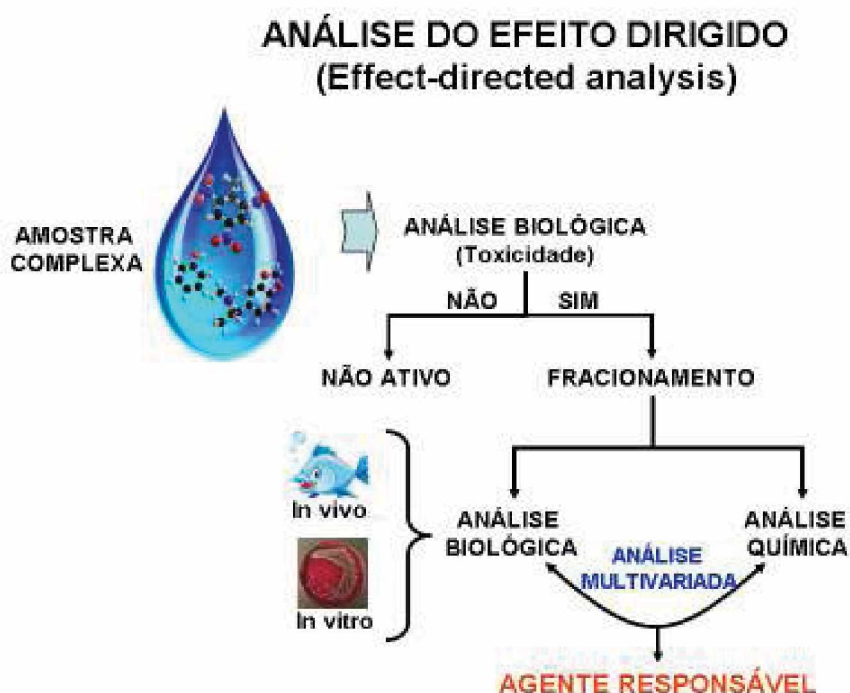 ANÁLISE DO EFEITO DIRIGIDO
(Effect-directed analysis)
AMOSTRA
COMPLEXA
ANÁLISE BIOLÓGICA
(Toxicidade)
NÃO
SIM
NÃO ATIVO
FRACIONAMENTO
In vivo
In vitro
ANÁLISE
BIOLÓGICA
ANÁLISE
MULTIVARIADA
ANÁLISE
QUÍMICA
AGENTE RESPONSÁVEL